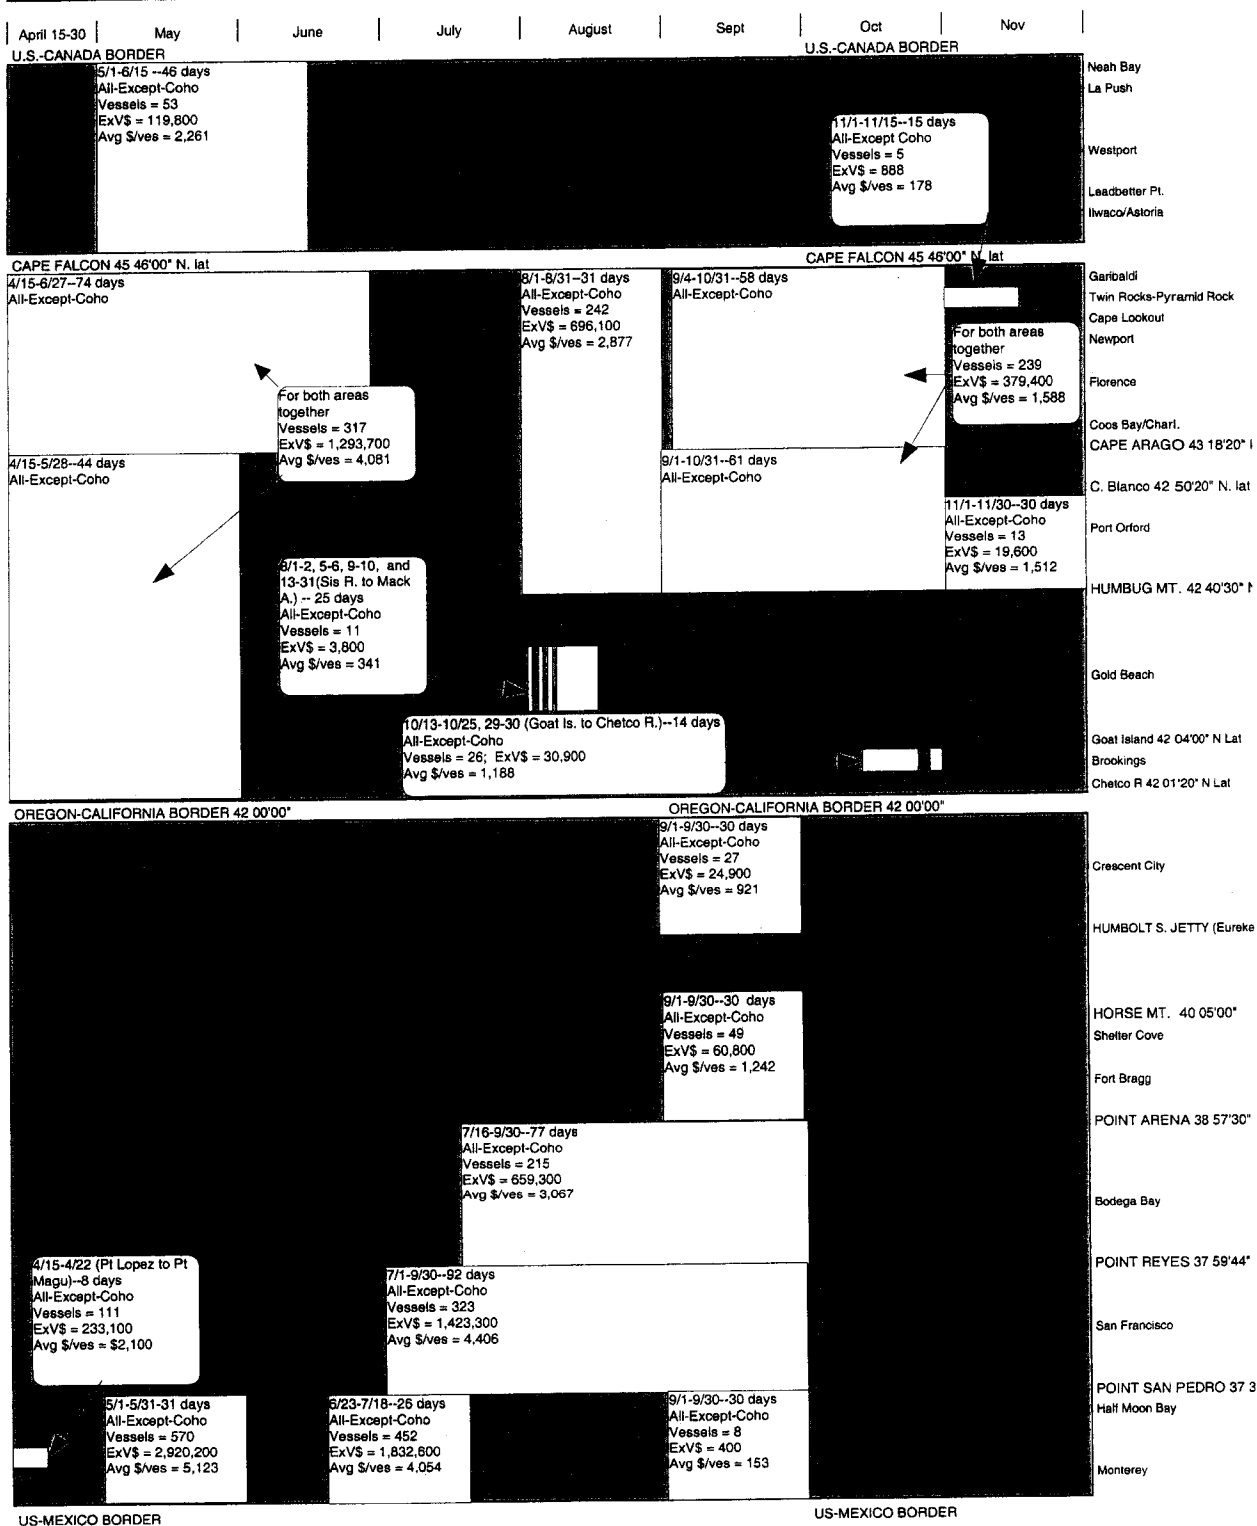 April 15-30 May June July August Sept Oct Nov
U.S.-CANADA BORDER U.S.-CANADA BORDER
5/1-6/15 --46 days
All-Except-Coho
Vessels = 53
ExV$ = 119,800
Avg $/ves = 2,261
11/1-11/15--15 days
All-Except Coho
Vessels = 5
ExV$ = 888
Avg $/ves = 178
Neah Bay
La Push
Westport
Leadbetter Pt.
Ilwaco/Astoria
CAPE FALCON 45 46'00" N. lat CAPE FALCON 45 46'00" N. lat
4/15-6/27--74 days
All-Except-Coho
8/1-8/31--31 days
All-Except-Coho
Vessels = 242
ExV$ = 696,100
Avg $/ves = 2,877
9/4-10/31--58 days
All-Except-Coho
For both areas
together
Vessels = 239
ExV$ = 379,400
Avg $/ves = 1,588
For both areas
together
Vessels = 317
ExV$ = 1,293,700
Avg $/ves = 4,081
4/15-5/28--44 days
All-Except-Coho
9/1-10/31--61 days
All-Except-Coho
11/1-11/30--30 days
All-Except-Coho
Vessels = 13
ExV$ = 19,600
Avg $/ves = 1,512
8/1-2, 5-6, 9-10, and
13-31(Sis R. to Mack
A.) -- 25 days
All-Except-Coho
Vessels = 11
ExV$ = 3,800
Avg $/ves = 341
10/13-10/25, 29-30 (Goat Is. to Chetco R.)--14 days
All-Except-Coho
Vessels = 26; ExV$ = 30,900
Avg $/ves = 1,188
Garibaldi
Twin Rocks-Pyramid Rock
Cape Lookout
Newport
Florence
Coos Bay/Charl.
CAPE ARAGO 43 18'20"
C. Blanco 42 50'20" N. lat
Port Orford
HUMBUG MT. 42 40'30"
Gold Beach
Goat Island 42 04'00" N Lat
Brookings
Chetco R 42 01'20" N Lat
OREGON-CALIFORNIA BORDER 42 00'00" OREGON-CALIFORNIA BORDER 42 00'00"
9/1-9/30--30 days
All-Except-Coho
Vessels = 27
ExV$ = 24,900
Avg $/ves = 921
9/1-9/30--30 days
All-Except-Coho
Vessels = 49
ExV$ = 60,800
Avg $/ves = 1,242
7/16-9/30--77 days
All-Except-Coho
Vessels = 215
ExV$ = 659,300
Avg $/ves = 3,067
4/15-4/22 (Pt Lopez to Pt
Magu)--8 days
All-Except-Coho
Vessels = 111
ExV$ = 233,100
Avg $/ves = $2,100
7/1-9/30--92 days
All-Except-Coho
Vessels = 323
ExV$ = 1,423,300
Avg $/ves = 4,406
5/1-5/31-31 days
All-Except-Coho
Vessels = 570
ExV$ = 2,920,200
Avg $/ves = 5,123
6/23-7/18--26 days
All-Except-Coho
Vessels = 452
ExV$ = 1,832,600
Avg $/ves = 4,054
9/1-9/30--30 days
All-Except-Coho
Vessels = 8
ExV$ = 400
Avg $/ves = 153
Crescent City
HUMBOLT S. JETTY (Eureke
HORSE MT. 40 05'00"
Shelter Cove
Fort Bragg
POINT ARENA 38 57'30"
Bodega Bay
POINT REYES 37 59'44"
San Francisco
POINT SAN PEDRO 37 3
Half Moon Bay
Monterey
US-MEXICO BORDER US-MEXICO BORDER